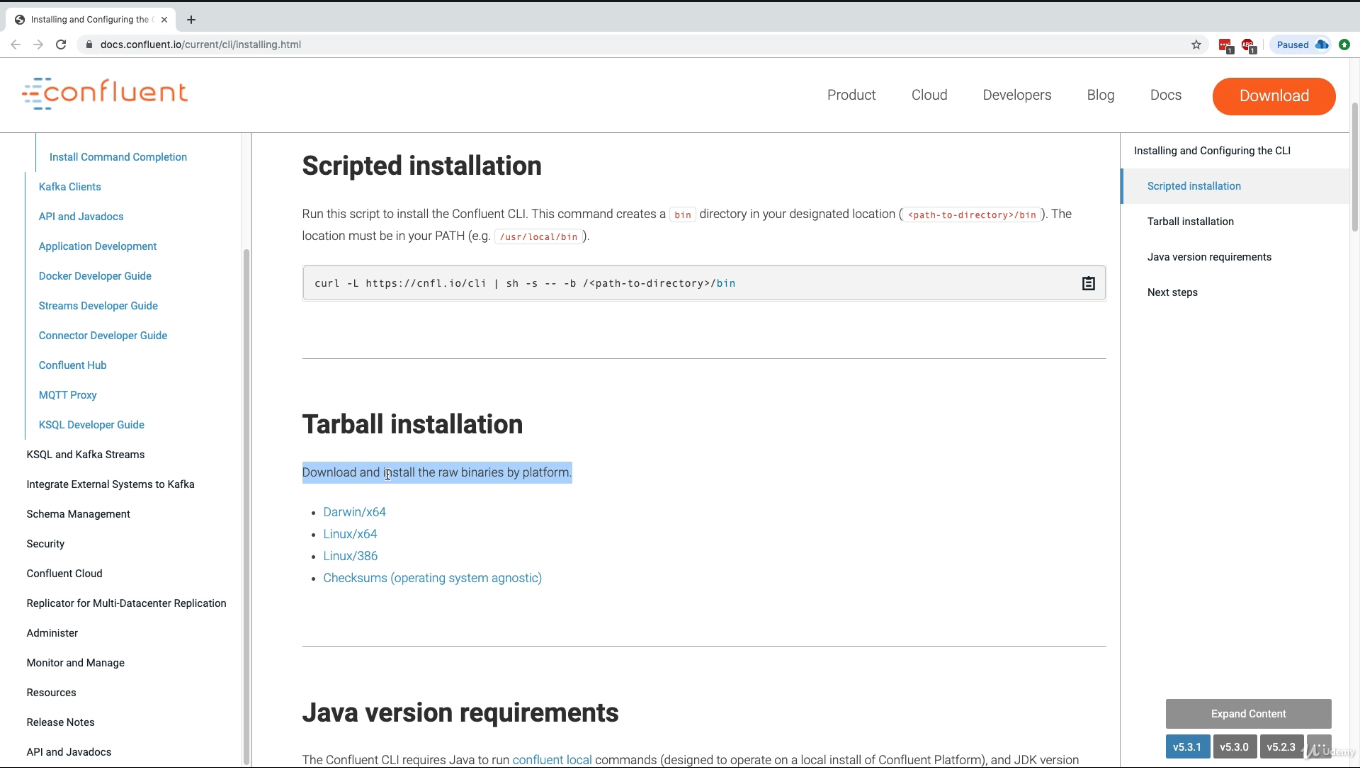 Installing and Configuring the
docs.confluent.io/current/cli/installing.html
Paused
confluent
Product
Cloud
Developers
Blog
Docs
Download
Install Command Completion
Kafka Clients
API and Javadocs
Application Development
Docker Developer Guide
Streams Developer Guide
Connector Developer Guide
Confluent Hub
MQTT Proxy
KSQL Developer Guide
KSQL and Kafka Streams
Integrate External Systems to Kafka
Schema Management
Security
Confluent Cloud
Replicator for Multi-Datacenter Replication
Administer
Monitor and Manage
Resources
Release Notes
API and Javadocs
Scripted installation
Run this script to install the Confluent CLI. This command creates a bin directory in your designated location ( <path-to-directory>/bin ). The
location must be in your PATH (e.g. /usr/local/bin ).
curl -L https://cnfl.io/cli | sh -s -- -b /<path-to-directory>/bin
Tarball installation
Download and install the raw binaries by platform.
Darwin/x64
Linux/x64
Linux/386
Checksums (operating system agnostic)
Java version requirements
The Confluent CLI requires Java to run confluent local commands (designed to operate on a local install of Confluent Platform), and JDK version
Installing and Configuring the CLI
Scripted installation
Tarball installation
Java version requirements
Next steps
Expand Content
v5.3.1
v5.3.0
v5.2.3
Udemy